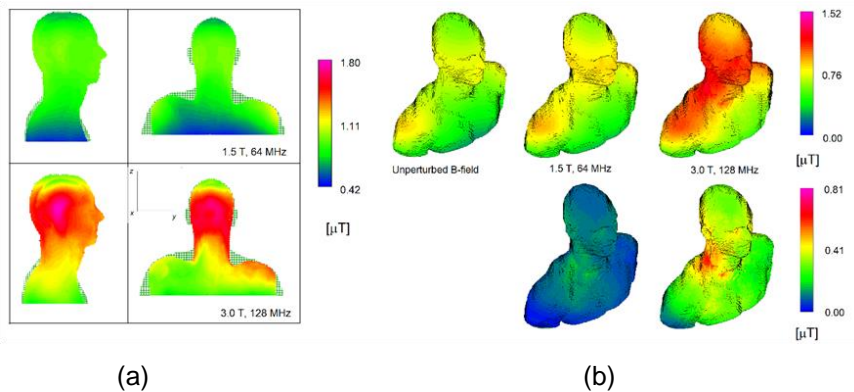 1.5 T, 64 MHz
3.0 T, 128 MHz
z
x
y
1.80
1.11
0.42
[µT]
Unperturbed B-field
1.5 T, 64 MHz
3.0 T, 128 MHz
1.52
0.76
0.00
[µT]
0.81
0.41
0.00
[µT]
(a)
(b)